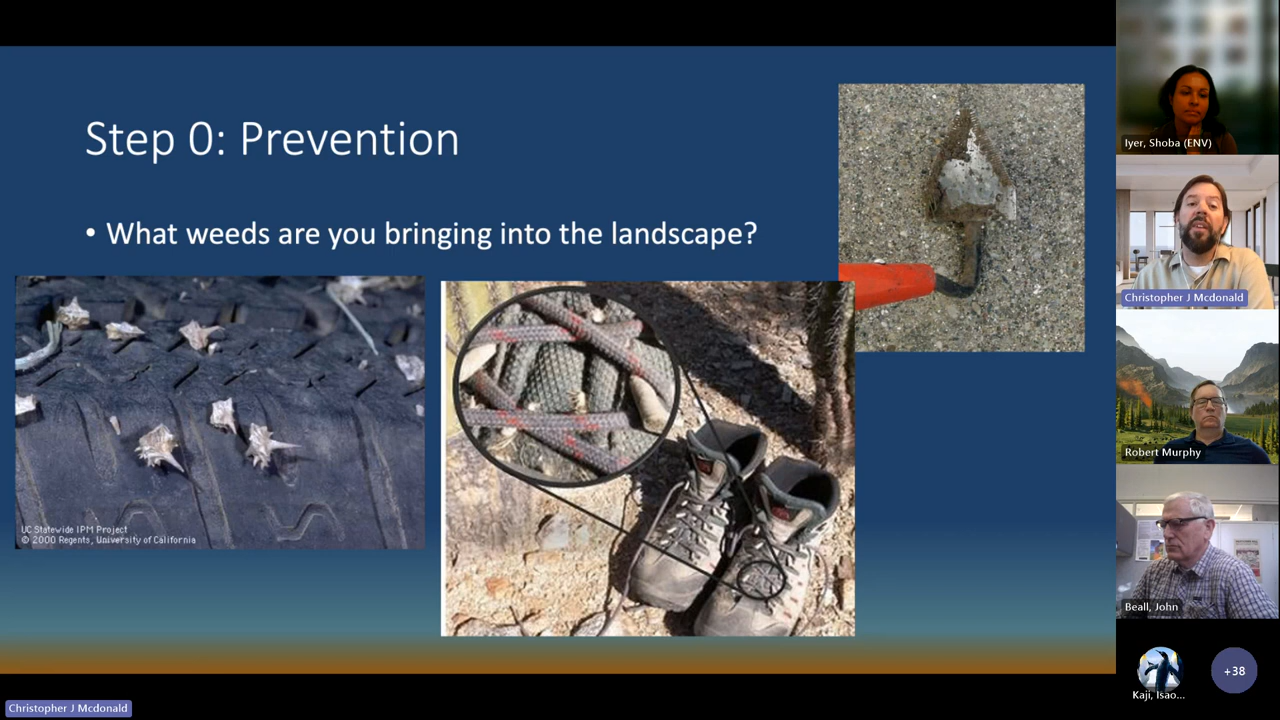 Step 0: Prevention
• What weeds are you bringing into the landscape?
UC Statewide IPM Project
© 2000 Regents, University of California
Iyer, Shoba (ENV)
Christopher J Mcdonald
Robert Murphy
Beall, John
Kaji, Isao...
+38
Christopher J Mcdonald